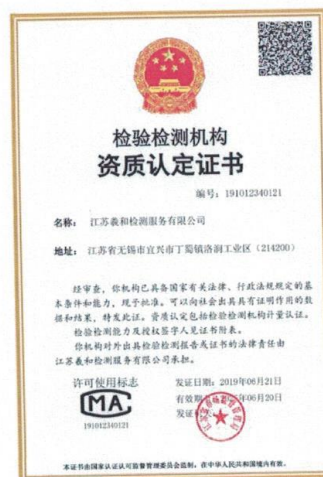 检验检测机构
资质认定证书
编号：191012340121
名称：江苏羲和检测服务有限公司
地址：江苏省无锡市宜兴市丁蜀镇洛涧工业区（214200）
经审查，你机构已具备国家有关法律、行政法规规定的基
本条件和能力，现予批准。可以向社会出具具有证明作用的数
据和结果，特发此证。资质认定包括检验检测机构计量认证。
检验检测能力及授权签字人见证书附表。
你机构对外出具检验检测报告或证书的法律责任由
江苏羲和检测服务有限公司承担。
许可使用标志
MA
191012340121
发证日期：2019年06月21日
有效期
年06月20日
发证
本证书由国家认证认可监督管理委员会监制，在中华人民共和国境内有效。